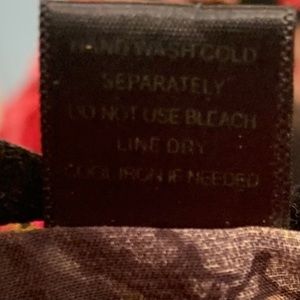 HAND WASH COLD
SEPARATELY
DO NOT USE BLEACH
LINE DRY
COOL IRON IF NEEDED